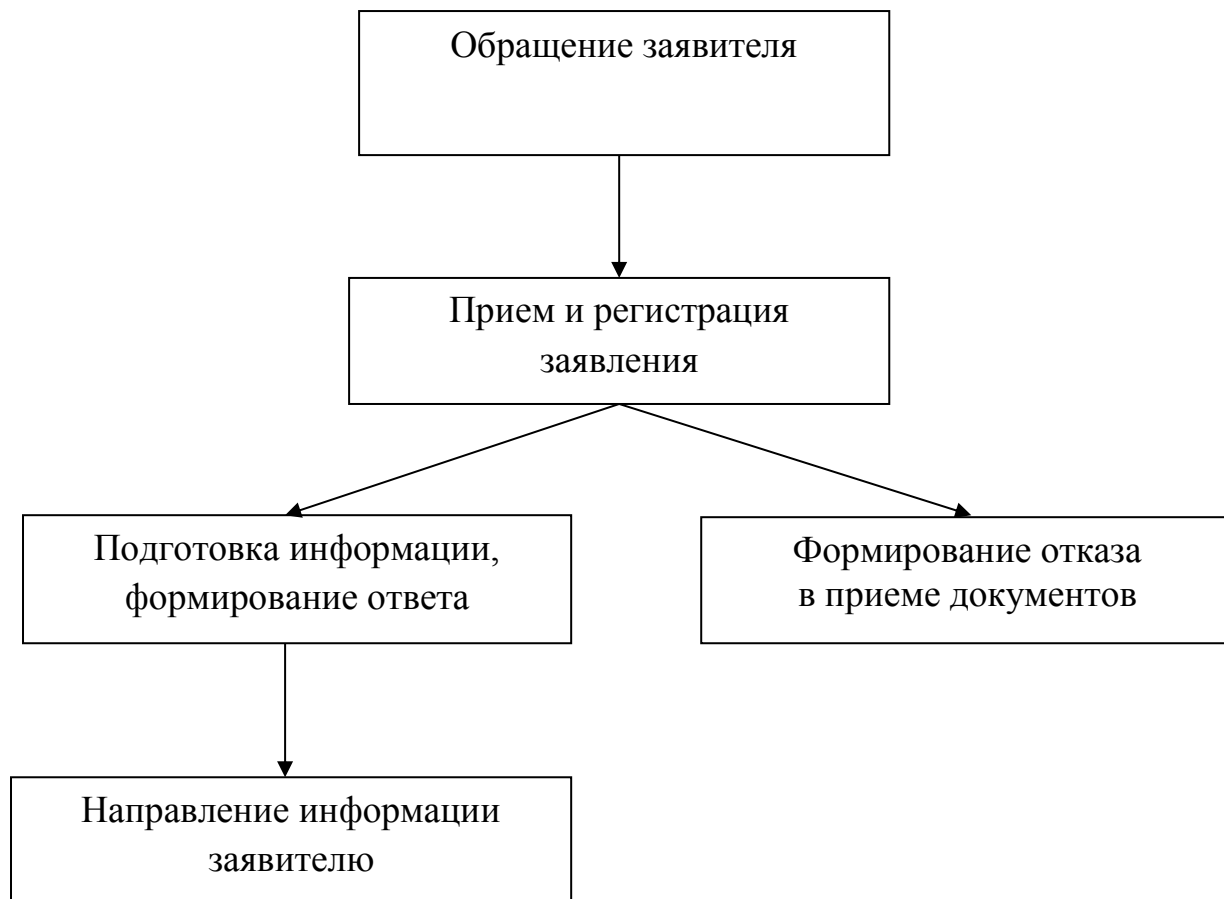 Обращение заявителя
Прием и регистрация
заявления
Подготовка информации,
формирование ответа
Формирование отказа
в приеме документов
Направление информации
заявителю